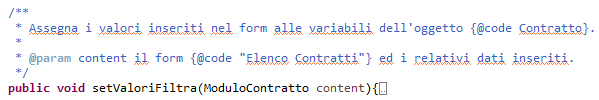 /**
 * Assegna i valori inseriti nel form alle variabili dell'oggetto {@code Contratto}.
 *
 * @param content il form {@code "Elenco Contratti"} ed i relativi dati inseriti.
 */
public void setValoriFiltra(ModuloContratto content){